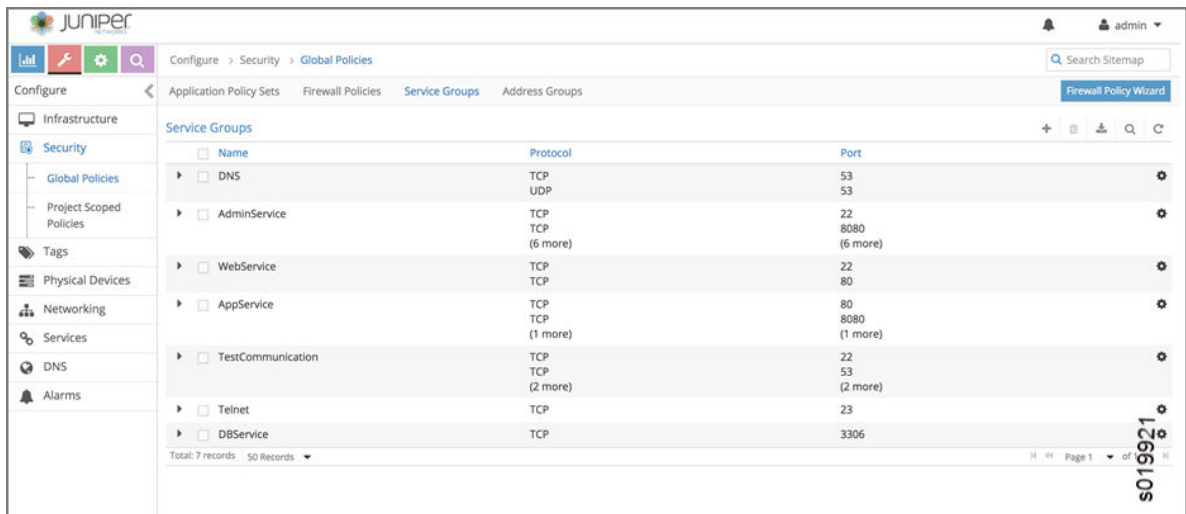 JUNIPER
NETWORKS
admin
Configure > Security > Global Policies
Search Sitemap
Configure
Application Policy Sets Firewall Policies Service Groups Address Groups
Firewall Policy Wizard
Infrastructure
Security
Global Policies
Project Scoped
Policies
Tags
Physical Devices
Networking
Services
DNS
Alarms
Service Groups
Name Protocol Port
DNS TCP 53
UDP 53
AdminService TCP 22
TCP 8080
(6 more) (6 more)
WebService TCP 22
TCP 80
AppService TCP 80
TCP 8080
(1 more) (1 more)
TestCommunication TCP 22
TCP 53
(2 more) (2 more)
Telnet TCP 23
DBService TCP 3306
Total: 7 records 50 Records
Page 1 of
s019921